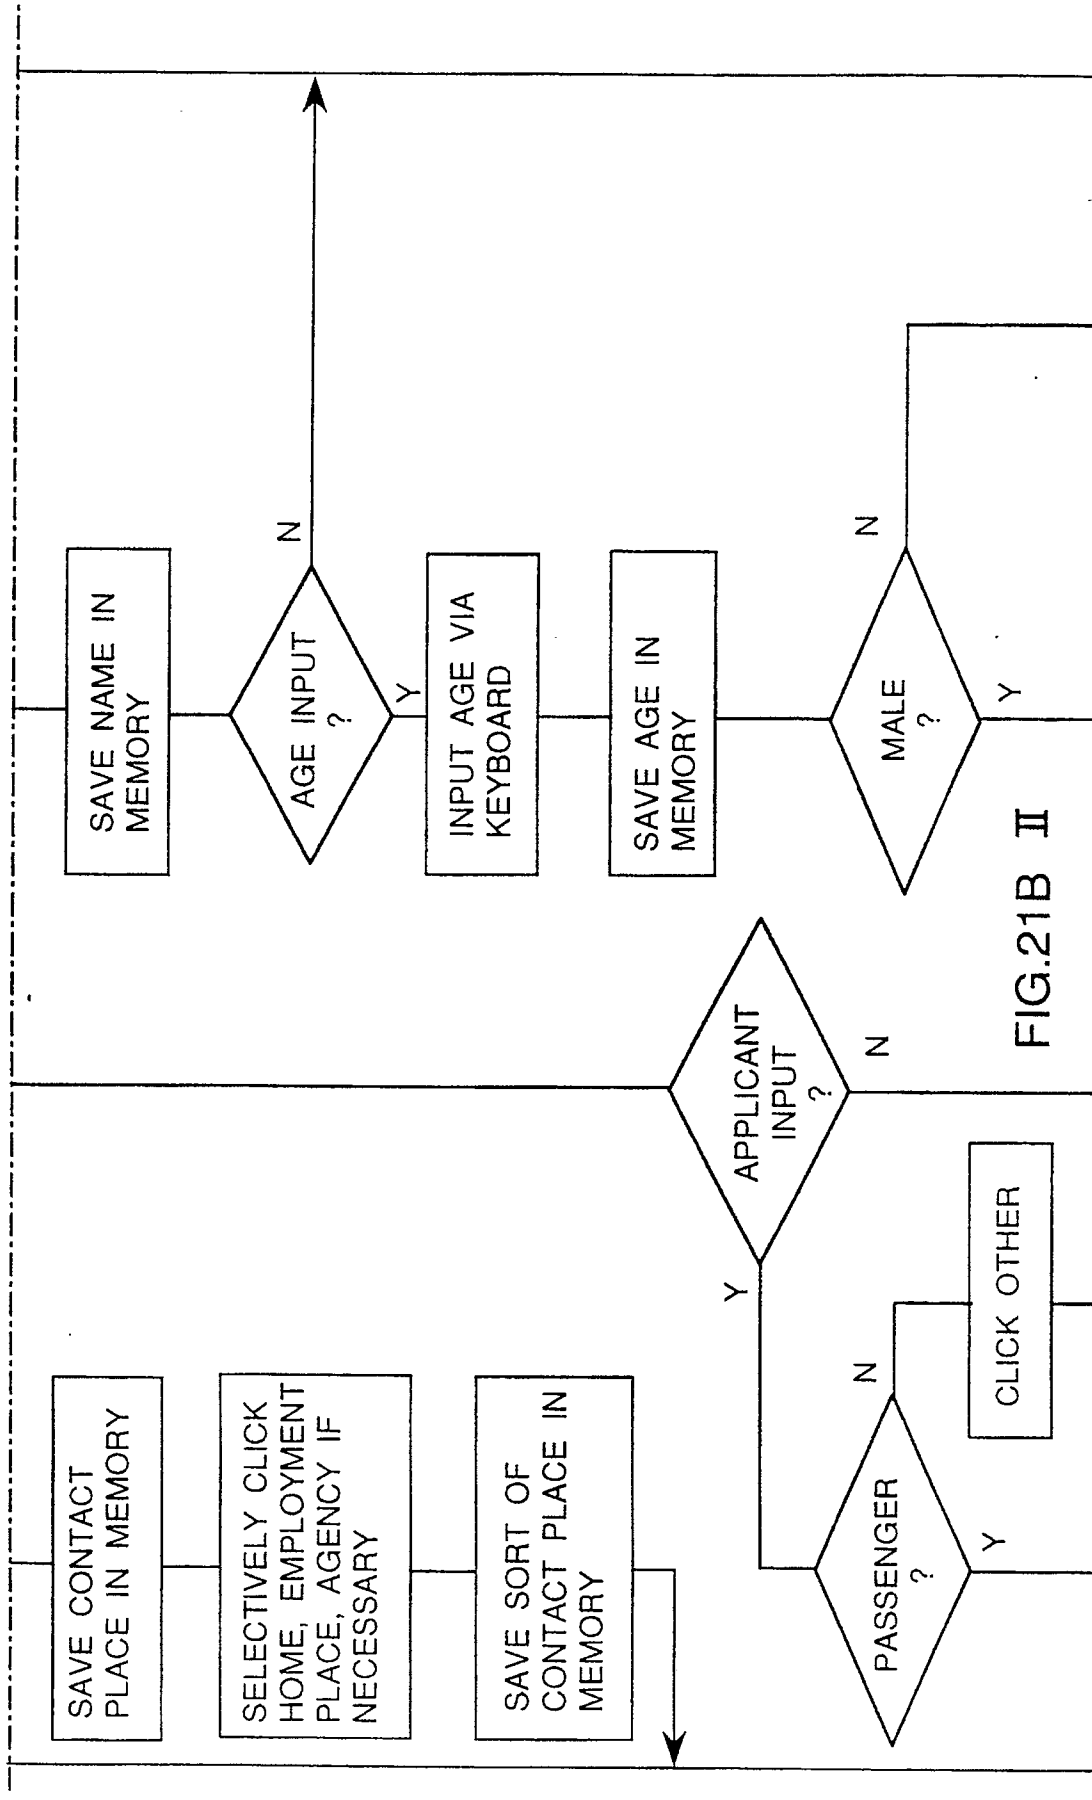 SAVE CONTACT
PLACE IN MEMORY
SELECTIVELY CLICK
HOME, EMPLOYMENT
PLACE, AGENCY IF
NECESSARY
SAVE SORT OF
CONTACT PLACE IN
MEMORY
APPLICANT
INPUT
?
Y
N
PASSENGER
?
N
Y
CLICK OTHER
SAVE NAME IN
MEMORY
AGE INPUT
?
N
Y
INPUT AGE VIA
KEYBOARD
SAVE AGE IN
MEMORY
MALE
?
N
Y
FIG.21B II